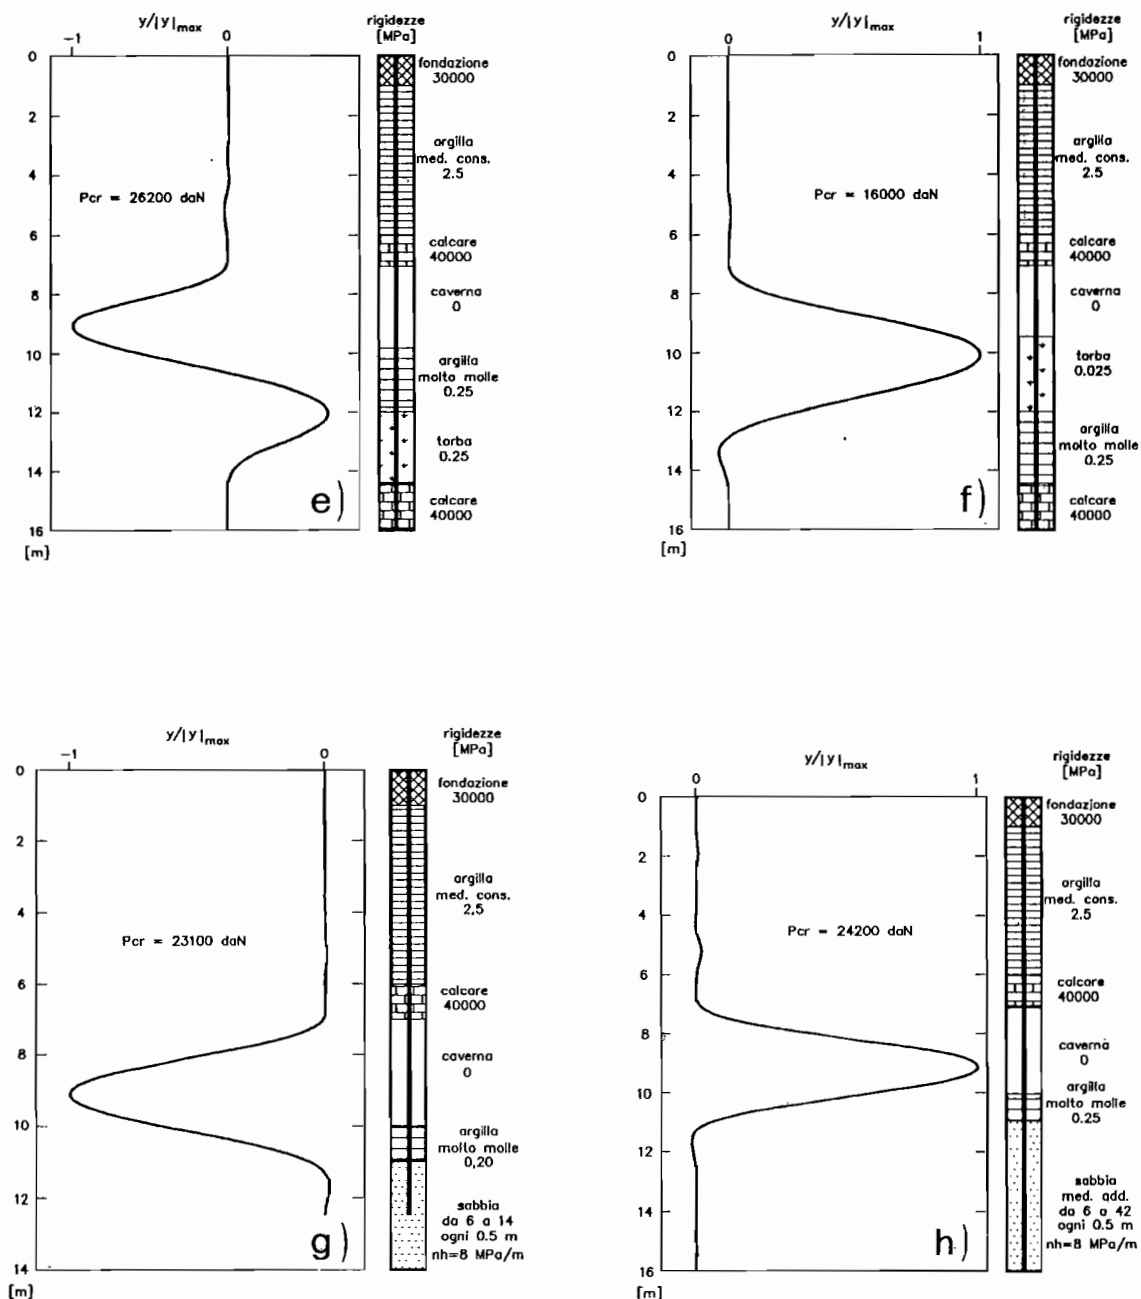 y/|y|max
-1
0
rigidezze
[MPa]
0
2
4
6
8
10
12
14
16
[m]
Pcr = 26200 daN
e)
fondazione
30000
argilla
med. cons.
2.5
calcare
40000
caverna
0
argilla
molto molle
0.25
torba
0.25
calcare
40000
y/|y|max
0
1
rigidezze
[MPa]
0
2
4
6
8
10
12
14
16
[m]
Pcr = 16000 daN
f)
fondazione
30000
argilla
med. cons.
2.5
calcare
40000
caverna
0
torba
0.025
argilla
molto molle
0.25
calcare
40000
y/|y|max
-1
0
rigidezze
[MPa]
0
2
4
6
8
10
12
14
[m]
Pcr = 23100 daN
g)
fondazione
30000
argilla
med. cons.
2,5
calcare
40000
caverna
0
argilla
molto molle
0,20
sabbia
da 6 a 14
ogni 0.5 m
nh=8 MPa/m
y/|y|max
0
1
rigidezze
[MPa]
0
2
4
6
8
10
12
14
16
[m]
Pcr = 24200 daN
h)
fondazione
30000
argilla
med. cons.
2,5
calcare
40000
caverna
0
argilla
molto molle
0.25
sabbia
med. add.
da 6 a 42
ogni 0.5 m
nh=8 MPa/m